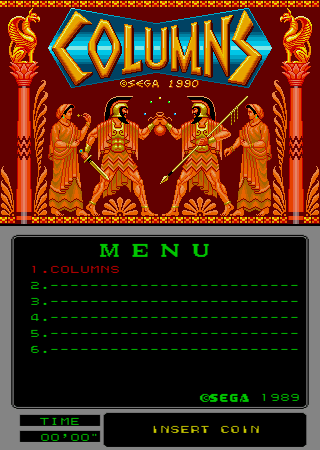 COLUMNS
©SEGA 1990
MENU
1.COLUMNS
2.--------------------------------
3.--------------------------------
4.--------------------------------
5.--------------------------------
6.--------------------------------
©SEGA 1989
TIME
00'00"
INSERT COIN